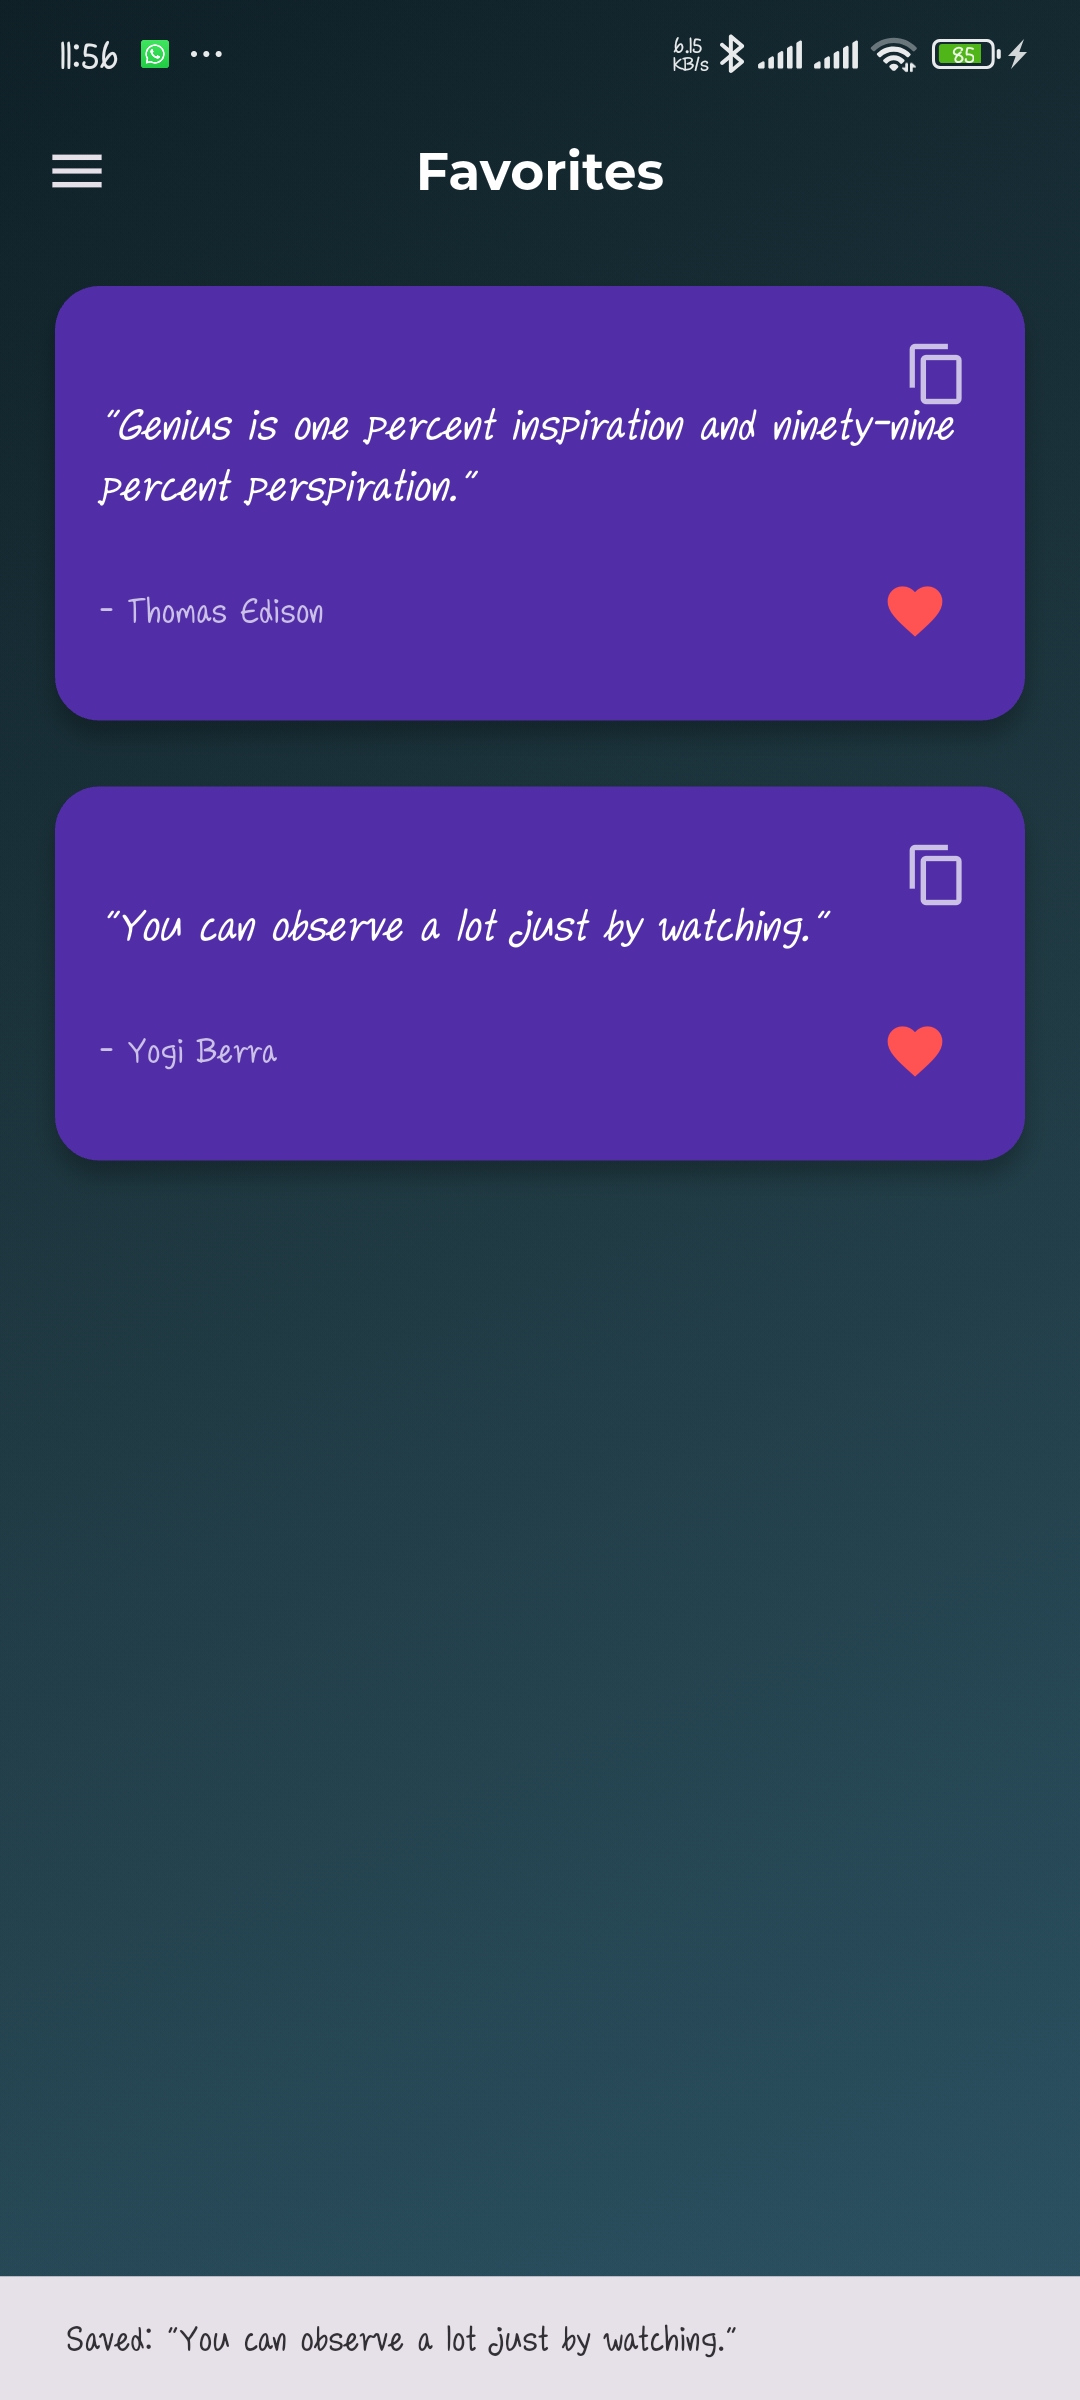 11:56
6.15
KB/s
85
Favorites
"Genius is one percent inspiration and ninety-nine
percent perspiration."
- Thomas Edison
"You can observe a lot just by watching."
- Yogi Berra
Saved: "You can observe a lot just by watching."